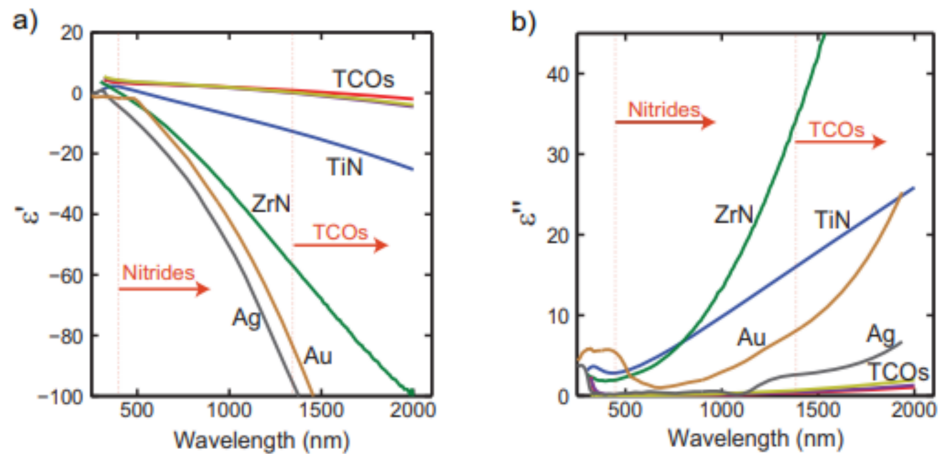 a)
20
0
−20
−40
−60
−80
−100
ε'
TCOs
TiN
ZrN
TCOs
Nitrides
Ag
Au
500
1000
1500
2000
Wavelength (nm)
b)
40
30
20
10
0
ε''
Nitrides
TCOs
ZrN
TiN
Au
Ag
TCOs
500
1000
1500
2000
Wavelength (nm)